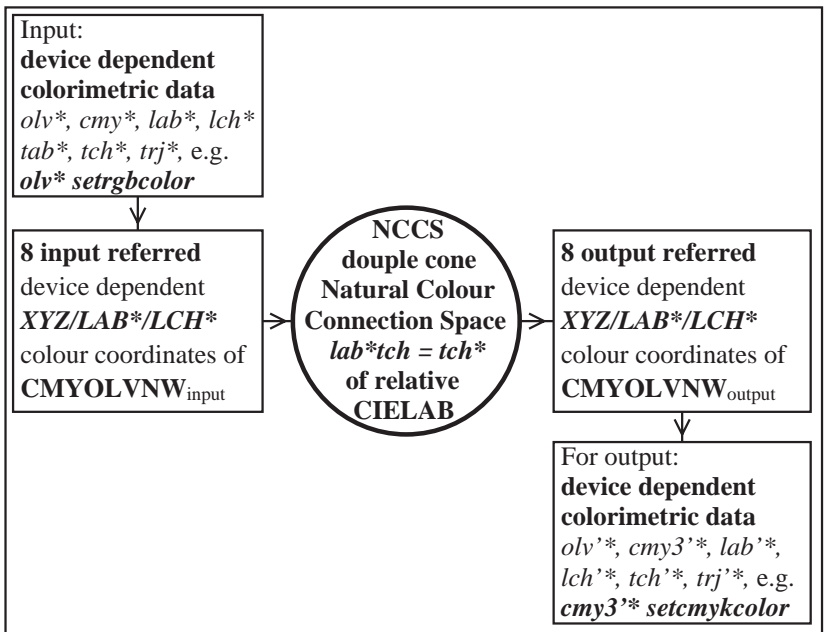 Input:
device dependent
colorimetric data
olv*, cmy*, lab*, lch*
tab*, tch*, trj*, e.g.
olv* setrgbcolor
8 input referred
device dependent
XYZ/LAB*/LCH*
colour coordinates of
CMYOLVNWinput
NCCS
douple cone
Natural Colour
Connection Space
lab*tch = tch*
of relative
CIELAB
8 output referred
device dependent
XYZ/LAB*/LCH*
colour coordinates of
CMYOLVNWoutput
For output:
device dependent
colorimetric data
olv’*, cmy3’*, lab’*,
lch’*, tch’*, trj’*, e.g.
cmy3’* setcmykcolor